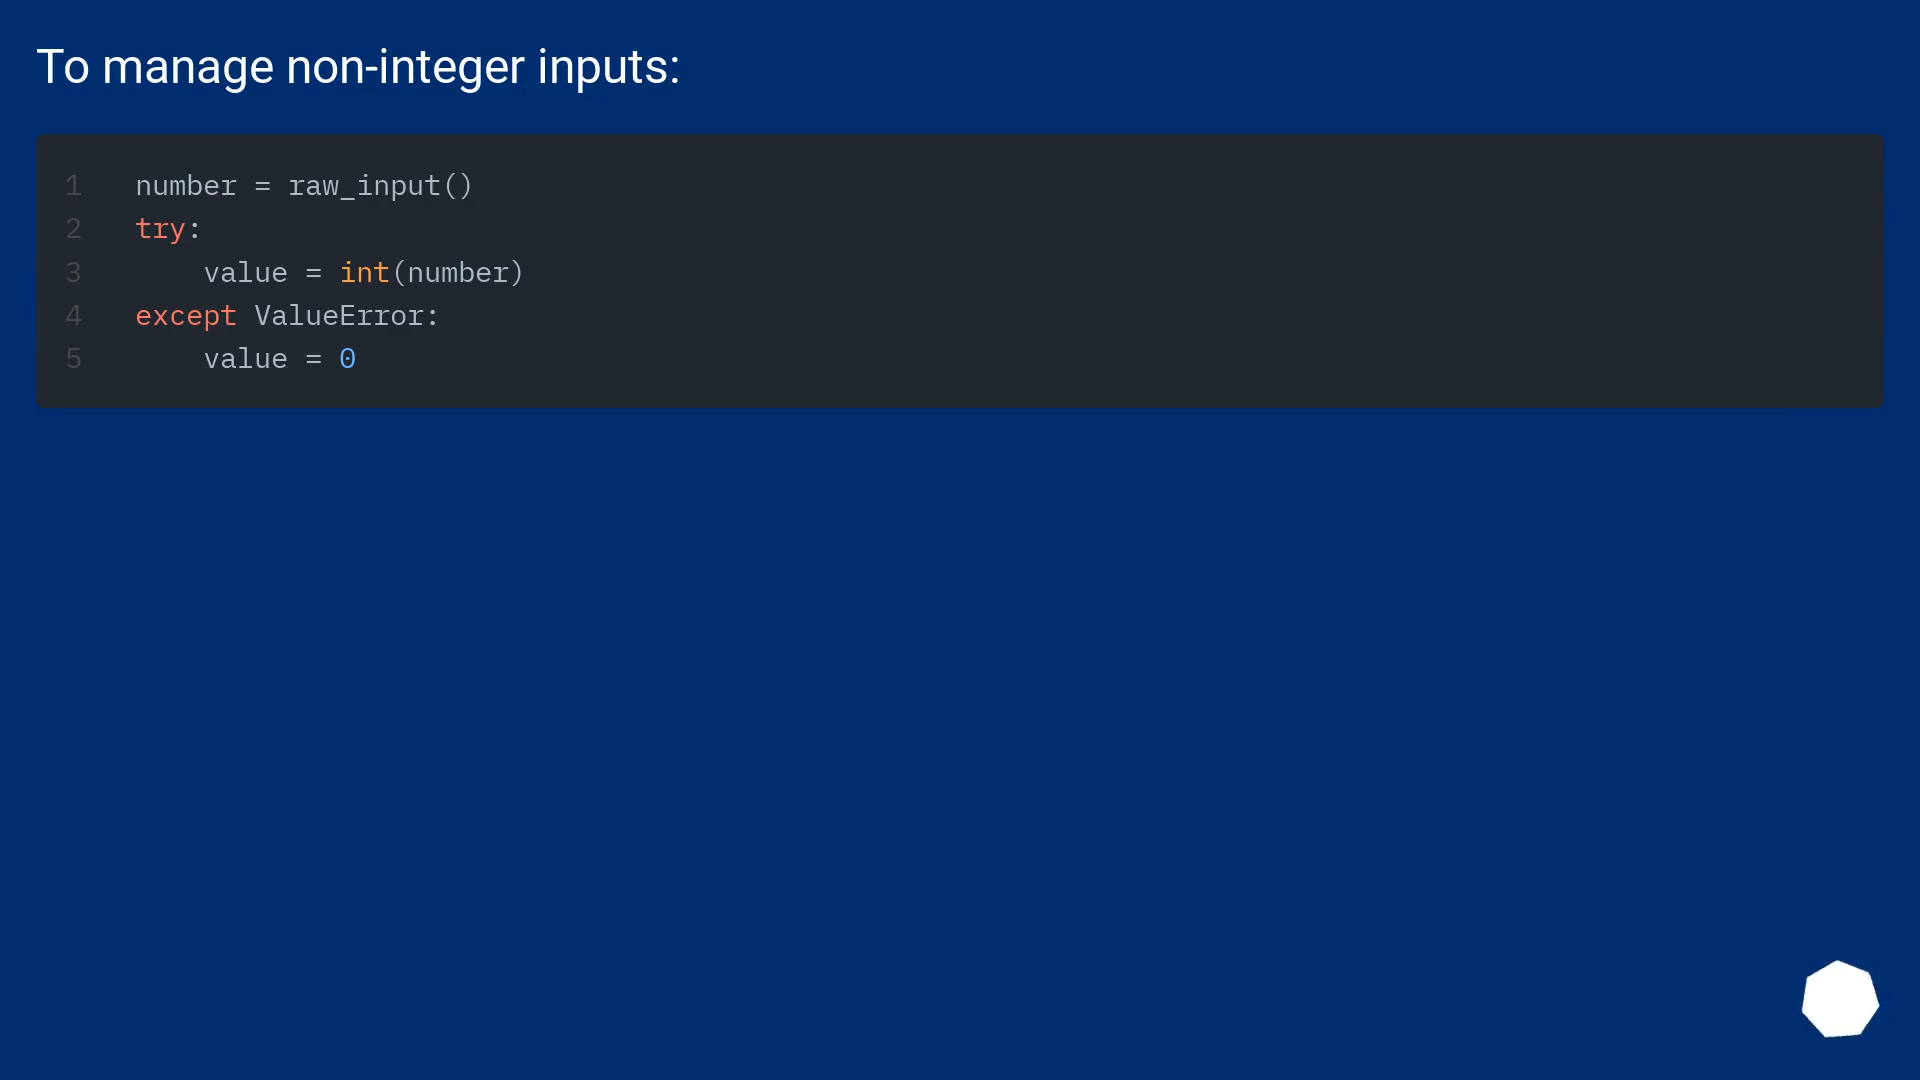 To manage non-integer inputs:
1 number = raw_input()
2 try:
3     value = int(number)
4 except ValueError:
5     value = 0